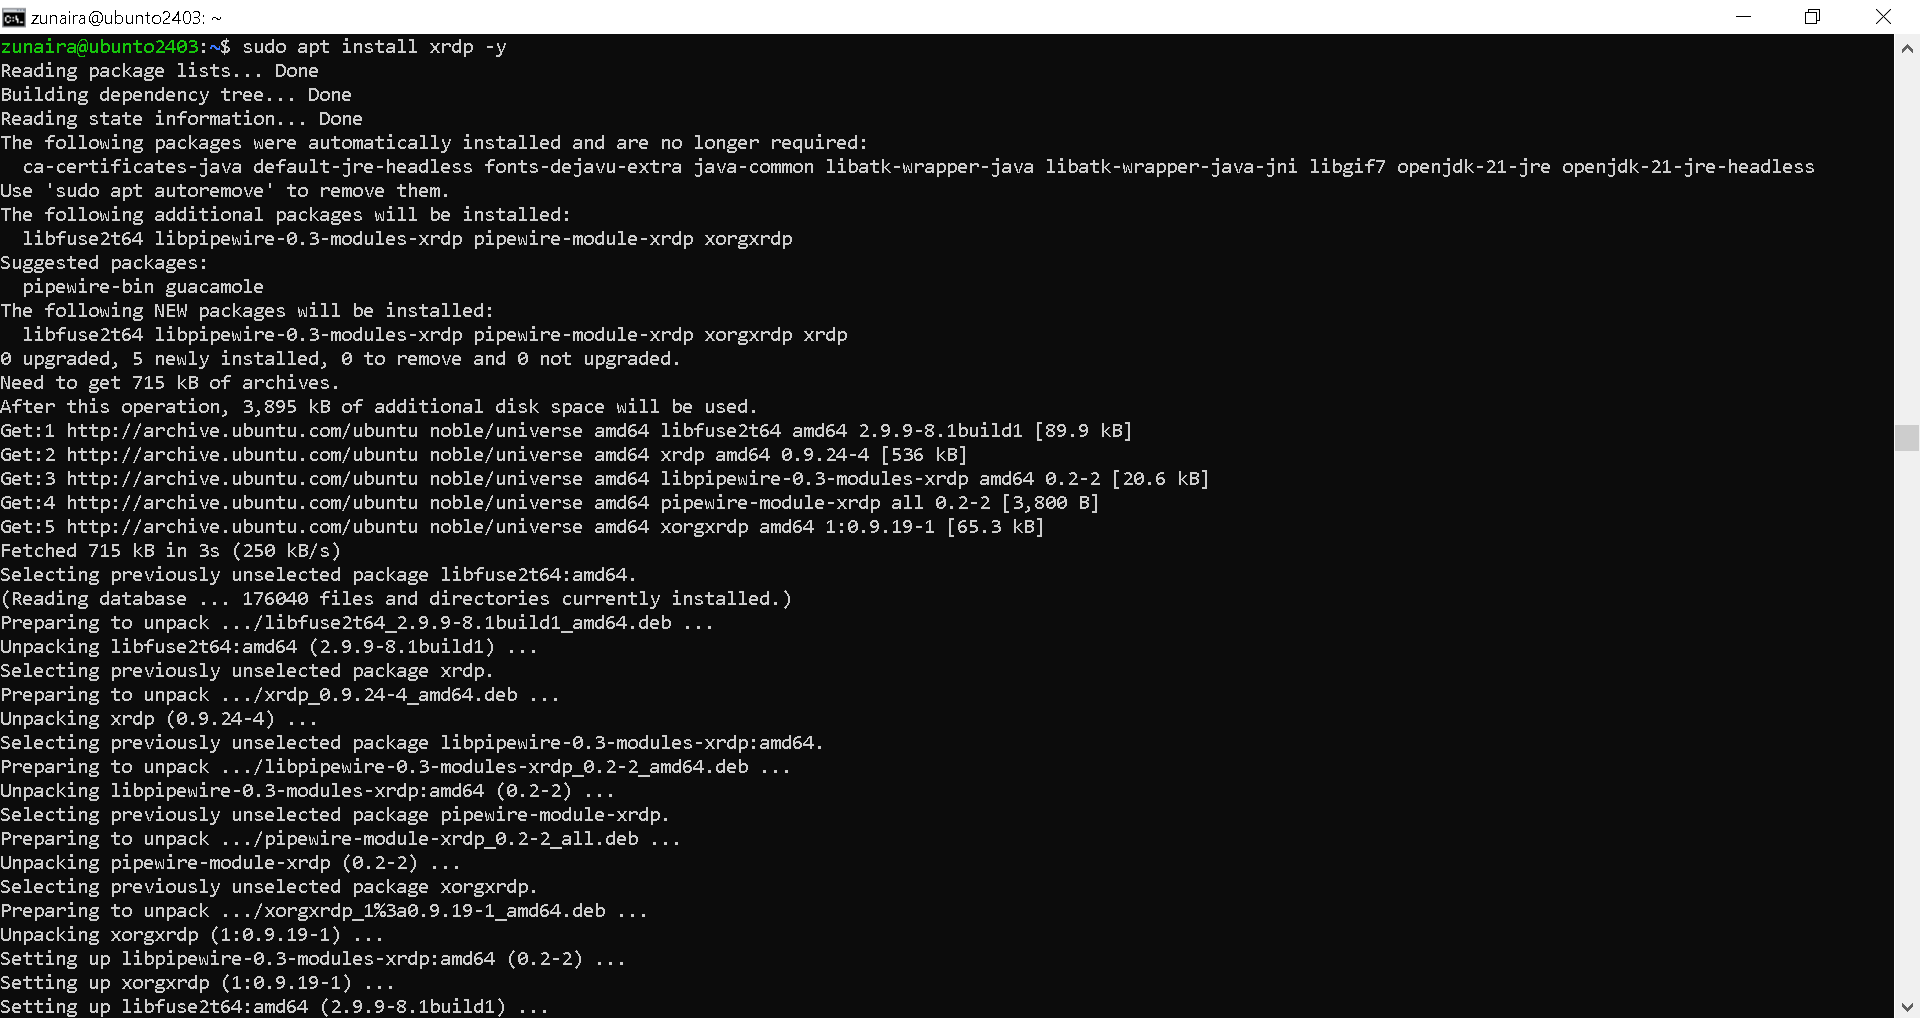 zunaira@ubunto2403: ~
zunaira@ubunto2403:~$ sudo apt install xrdp -y
Reading package lists... Done
Building dependency tree... Done
Reading state information... Done
The following packages were automatically installed and are no longer required:
  ca-certificates-java default-jre-headless fonts-dejavu-extra java-common libatk-wrapper-java libatk-wrapper-java-jni libgif7 openjdk-21-jre openjdk-21-jre-headless
Use 'sudo apt autoremove' to remove them.
The following additional packages will be installed:
  libfuse2t64 libpipewire-0.3-modules-xrdp pipewire-module-xrdp xorgxrdp
Suggested packages:
  pipewire-bin guacamole
The following NEW packages will be installed:
  libfuse2t64 libpipewire-0.3-modules-xrdp pipewire-module-xrdp xorgxrdp xrdp
0 upgraded, 5 newly installed, 0 to remove and 0 not upgraded.
Need to get 715 kB of archives.
After this operation, 3,895 kB of additional disk space will be used.
Get:1 http://archive.ubuntu.com/ubuntu noble/universe amd64 libfuse2t64 amd64 2.9.9-8.1build1 [89.9 kB]
Get:2 http://archive.ubuntu.com/ubuntu noble/universe amd64 xrdp amd64 0.9.24-4 [536 kB]
Get:3 http://archive.ubuntu.com/ubuntu noble/universe amd64 libpipewire-0.3-modules-xrdp amd64 0.2-2 [20.6 kB]
Get:4 http://archive.ubuntu.com/ubuntu noble/universe amd64 pipewire-module-xrdp all 0.2-2 [3,800 B]
Get:5 http://archive.ubuntu.com/ubuntu noble/universe amd64 xorgxrdp amd64 1:0.9.19-1 [65.3 kB]
Fetched 715 kB in 3s (250 kB/s)
Selecting previously unselected package libfuse2t64:amd64.
(Reading database ... 176040 files and directories currently installed.)
Preparing to unpack .../libfuse2t64_2.9.9-8.1build1_amd64.deb ...
Unpacking libfuse2t64:amd64 (2.9.9-8.1build1) ...
Selecting previously unselected package xrdp.
Preparing to unpack .../xrdp_0.9.24-4_amd64.deb ...
Unpacking xrdp (0.9.24-4) ...
Selecting previously unselected package libpipewire-0.3-modules-xrdp:amd64.
Preparing to unpack .../libpipewire-0.3-modules-xrdp_0.2-2_amd64.deb ...
Unpacking libpipewire-0.3-modules-xrdp:amd64 (0.2-2) ...
Selecting previously unselected package pipewire-module-xrdp.
Preparing to unpack .../pipewire-module-xrdp_0.2-2_all.deb ...
Unpacking pipewire-module-xrdp (0.2-2) ...
Selecting previously unselected package xorgxrdp.
Preparing to unpack .../xorgxrdp_1%3a0.9.19-1_amd64.deb ...
Unpacking xorgxrdp (1:0.9.19-1) ...
Setting up libpipewire-0.3-modules-xrdp:amd64 (0.2-2) ...
Setting up xorgxrdp (1:0.9.19-1) ...
Setting up libfuse2t64:amd64 (2.9.9-8.1build1) ...